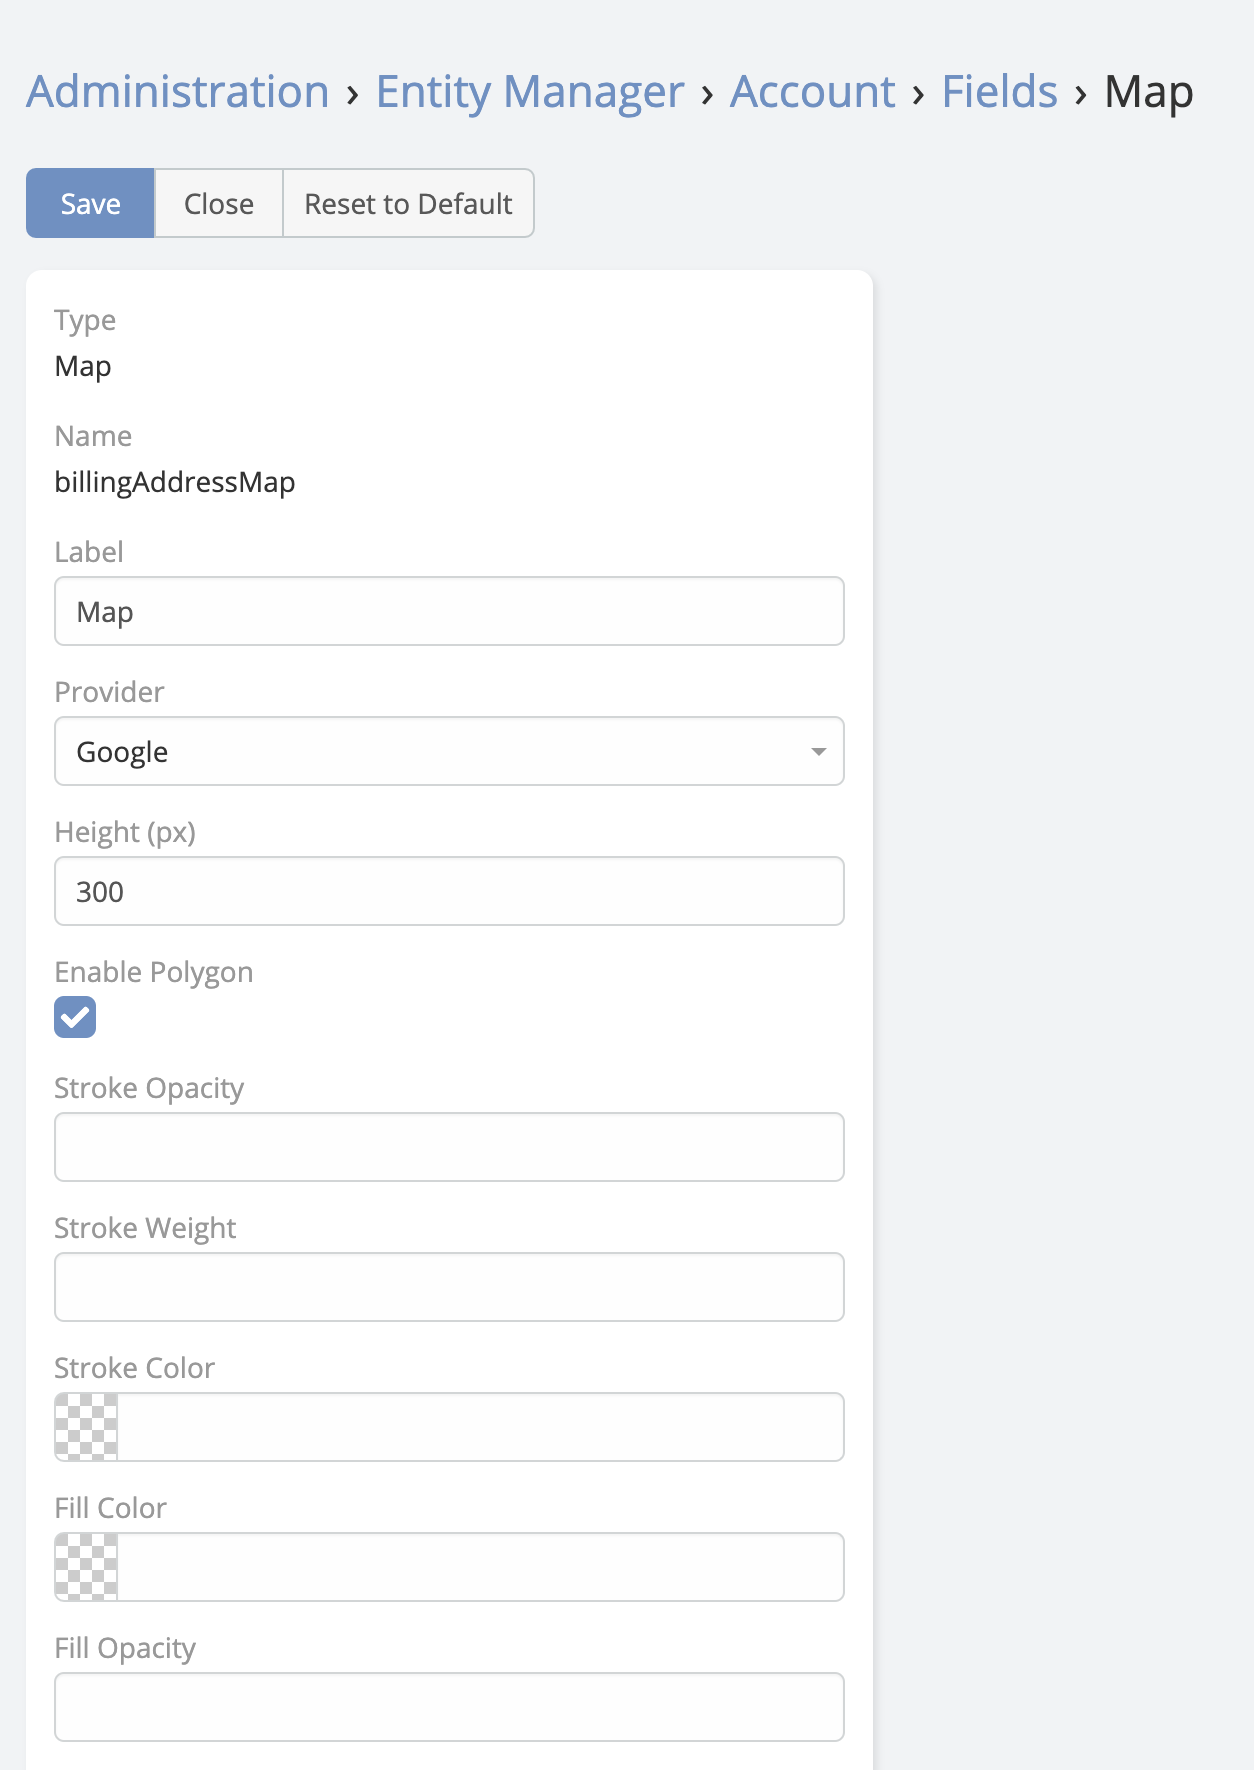 Administration › Entity Manager › Account › Fields › Map
Save Close Reset to Default
Type
Map
Name
billingAddressMap
Label
Map
Provider
Google
Height (px)
300
Enable Polygon
Stroke Opacity
Stroke Weight
Stroke Color
Fill Color
Fill Opacity